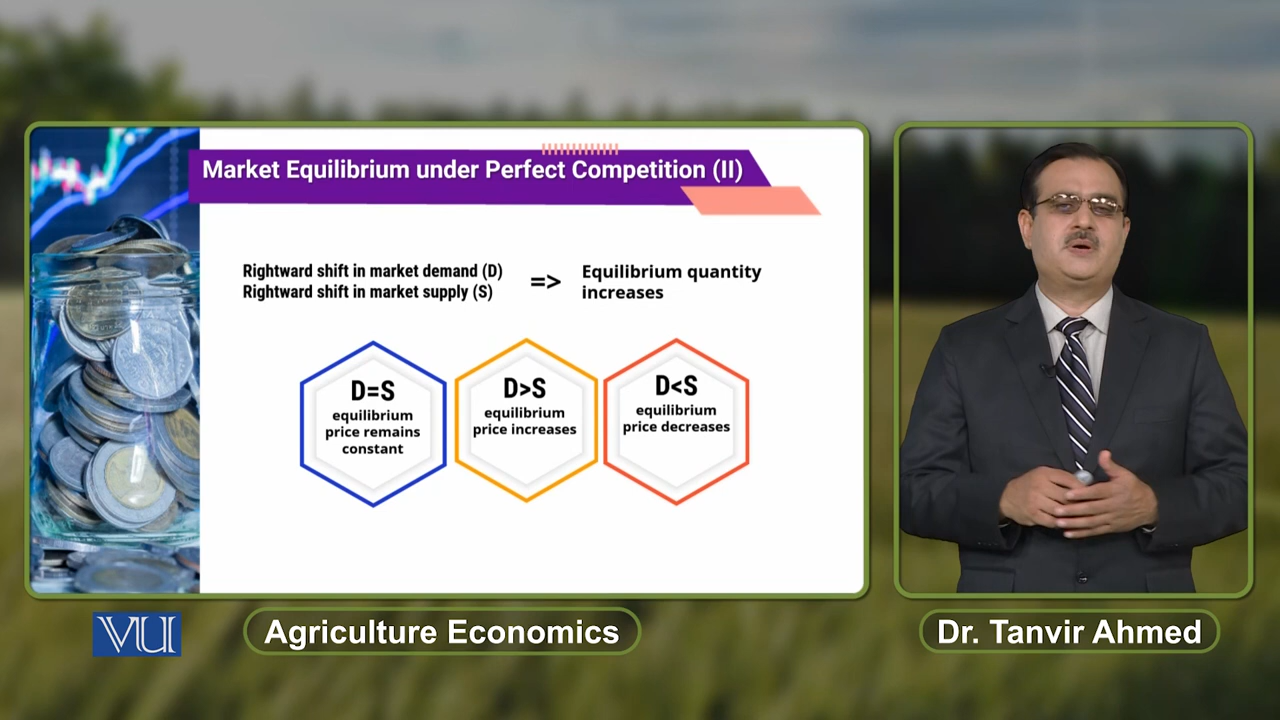 Market Equilibrium under Perfect Competition (II)
Rightward shift in market demand (D)
Rightward shift in market supply (S)
=>
Equilibrium quantity
increases
D=S
equilibrium
price remains
constant
D>S
equilibrium
price increases
D<S
equilibrium
price decreases
VU
Agriculture Economics
Dr. Tanvir Ahmed